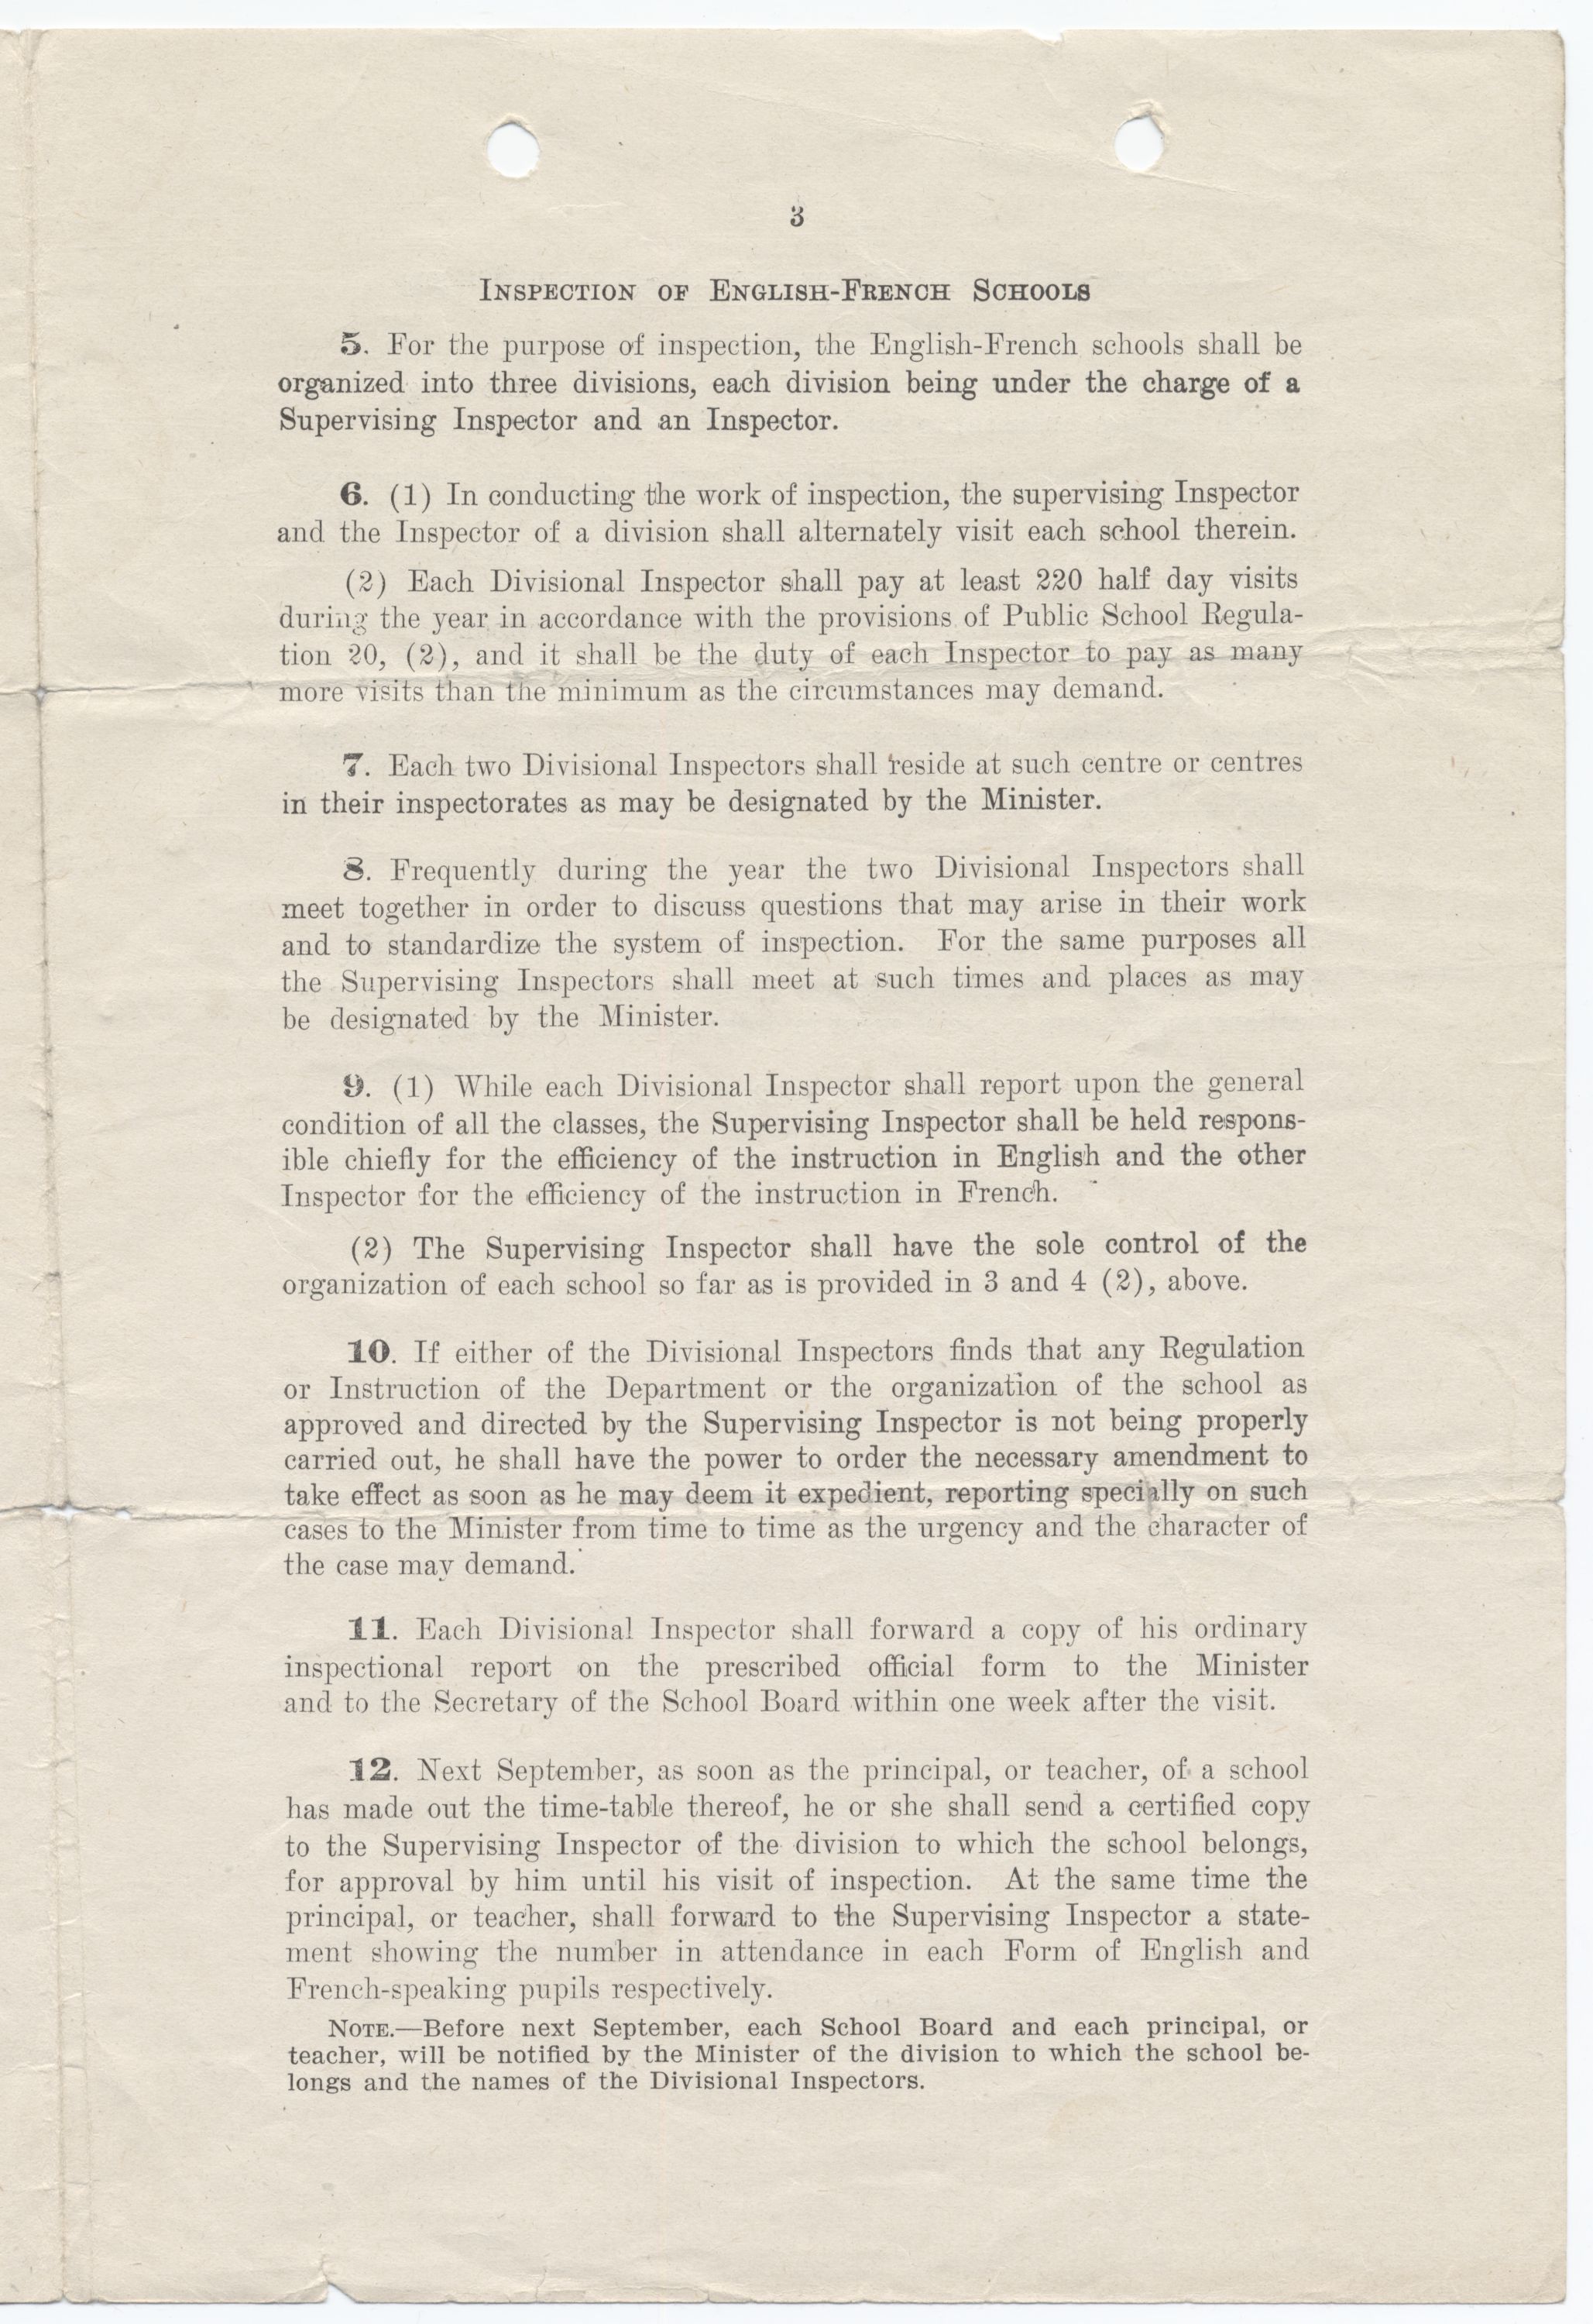 3
INSPECTION OF ENGLISH-FRENCH SCHOOLS
5. For the purpose of inspection, the English-French schools shall be
organized into three divisions, each division being under the charge of a
Supervising Inspector and an Inspector.
6. (1) In conducting the work of inspection, the supervising Inspector
and the Inspector of a division shall alternately visit each school therein.
(2) Each Divisional Inspector shall pay at least 220 half day visits
during the year in accordance with the provisions of Public School Regula-
tion 20, (2), and it shall be the duty of each Inspector to pay as many
more visits than the minimum as the circumstances may demand.
7. Each two Divisional Inspectors shall reside at such centre or centres
in their inspectorates as may be designated by the Minister.
8. Frequently during the year the two Divisional Inspectors shall
meet together in order to discuss questions that may arise in their work
and to standardize the system of inspection. For the same purposes all
the Supervising Inspectors shall meet at such times and places as may
be designated by the Minister.
9. (1) While each Divisional Inspector shall report upon the general
condition of all the classes, the Supervising Inspector shall be held respons-
ible chiefly for the efficiency of the instruction in English and the other
Inspector for the efficiency of the instruction in French.
(2) The Supervising Inspector shall have the sole control of the
organization of each school so far as is provided in 3 and 4 (2), above.
10. If either of the Divisional Inspectors finds that any Regulation
or Instruction of the Department or the organization of the school as
approved and directed by the Supervising Inspector is not being properly
carried out, he shall have the power to order the necessary amendment to
take effect as soon as he may deem it expedient, reporting specially on such
cases to the Minister from time to time as the urgency and the character of
the case may demand.
11. Each Divisional Inspector shall forward a copy of his ordinary
inspectional report on the prescribed official form to the Minister
and to the Secretary of the School Board within one week after the visit.
12. Next September, as soon as the principal, or teacher, of a school
has made out the time-table thereof, he or she shall send a certified copy
to the Supervising Inspector of the division to which the school belongs,
for approval by him until his visit of inspection. At the same time the
principal, or teacher, shall forward to the Supervising Inspector a state-
ment showing the number in attendance in each Form of English and
French-speaking pupils respectively.
NOTE.—Before next September, each School Board and each principal, or
teacher, will be notified by the Minister of the division to which the school be-
longs and the names of the Divisional Inspectors.